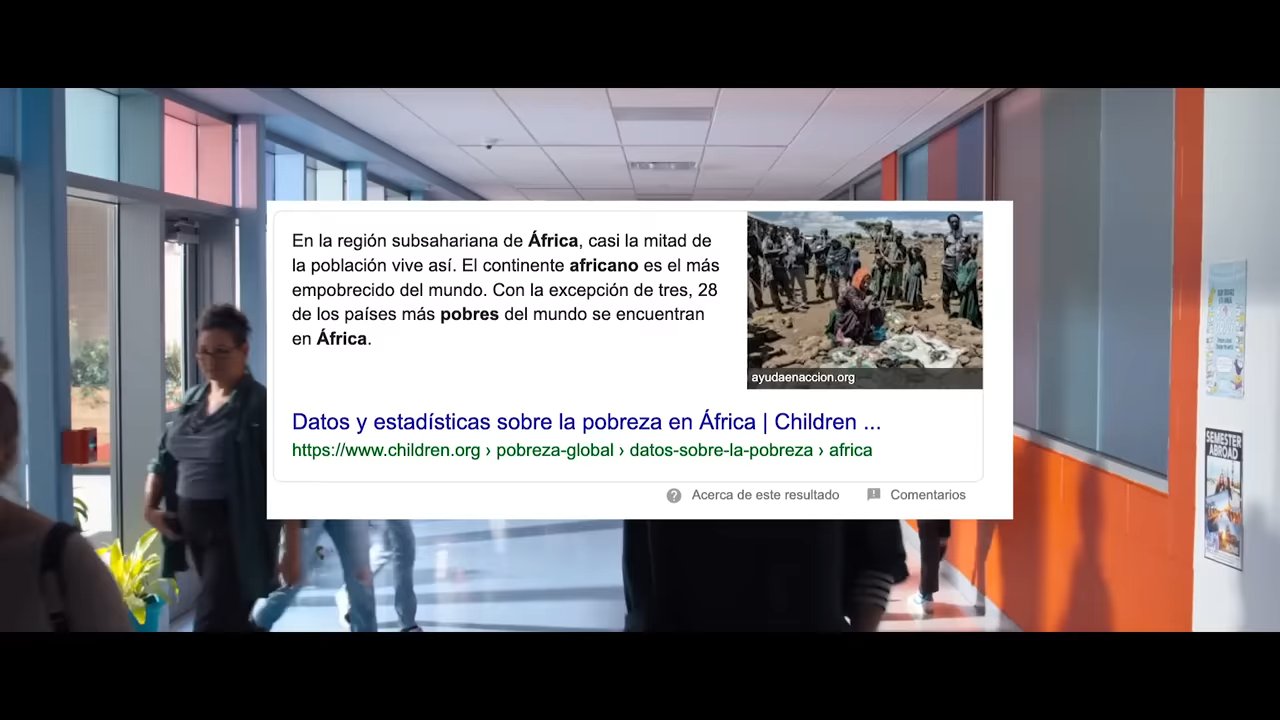 En la región subsahariana de África, casi la mitad de
la población vive así. El continente africano es el más
empobrecido del mundo. Con la excepción de tres, 28
de los países más pobres del mundo se encuentran
en África.
ayudaenaccion.org
Datos y estadísticas sobre la pobreza en África | Children ...
https://www.children.org › pobreza-global › datos-sobre-la-pobreza › africa
Acerca de este resultado
Comentarios
SEMESTER
ABROAD